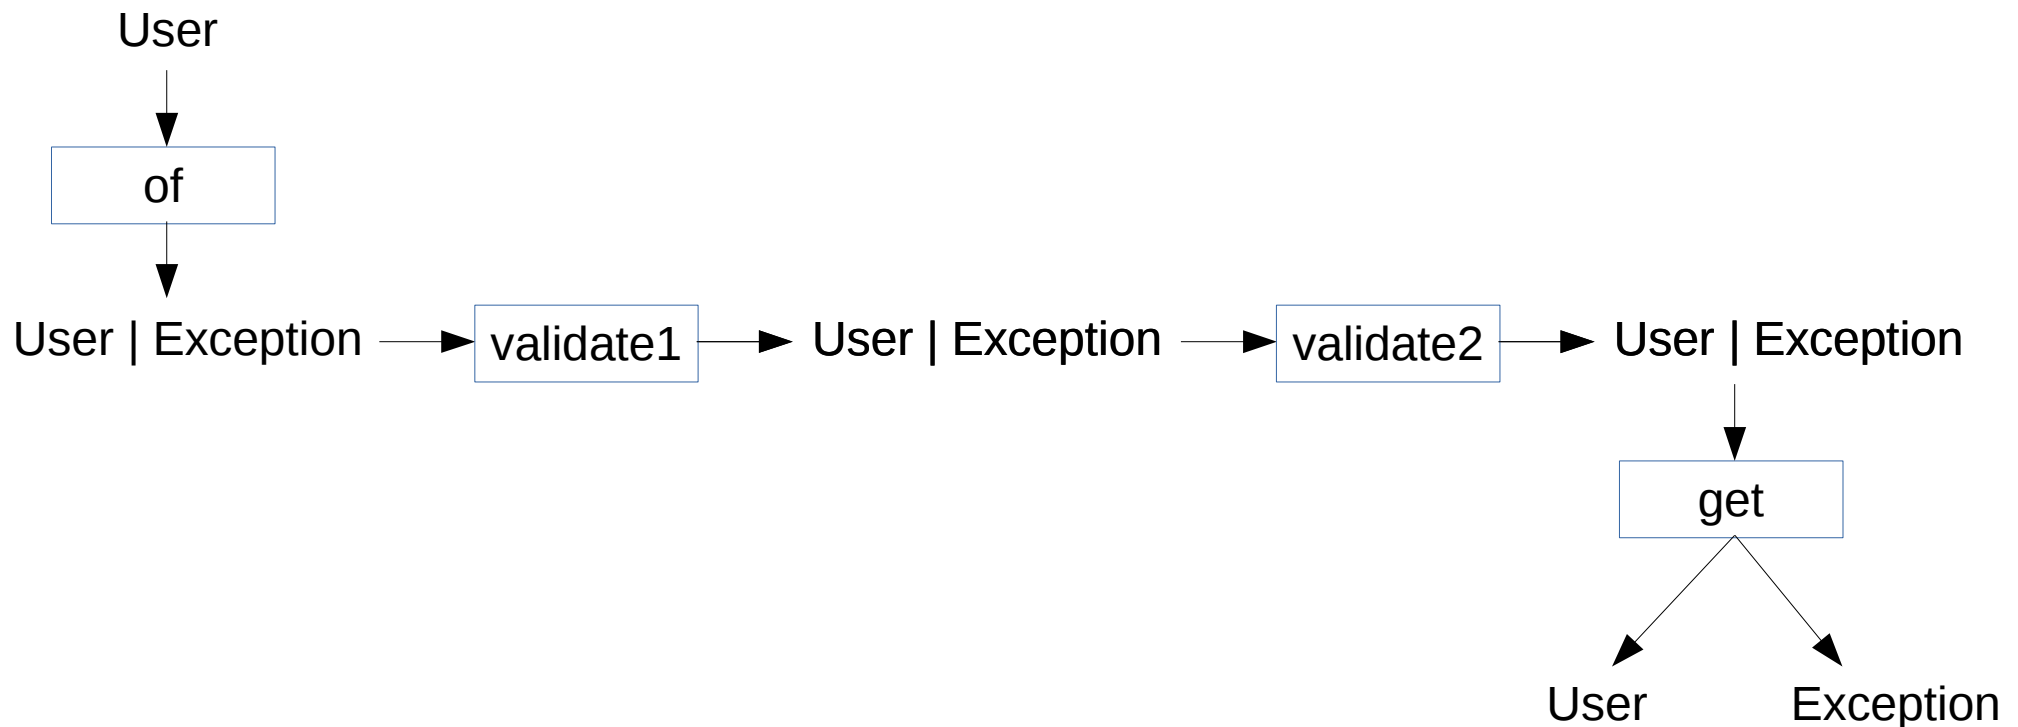 User
of
User | Exception
validate1
User | Exception
validate2
User | Exception
get
User
Exception